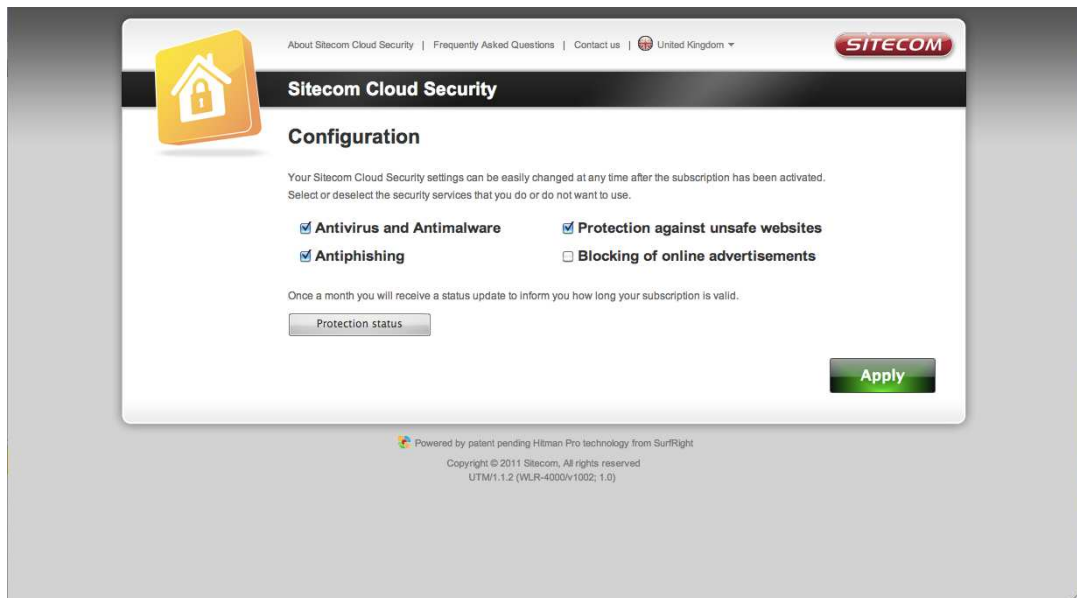 About Sitecom Cloud Security | Frequently Asked Questions | Contact us | United Kingdom
SITECOM
Sitecom Cloud Security
Configuration
Your Sitecom Cloud Security settings can be easily changed at any time after the subscription has been activated.
Select or deselect the security services that you do or do not want to use.
Antivirus and Antimalware
Protection against unsafe websites
Antiphishing
Blocking of online advertisements
Once a month you will receive a status update to inform you how long your subscription is valid.
Protection status
Apply
Powered by patent pending Hitman Pro technology from SurfRight
Copyright © 2011 Sitecom, All rights reserved
UTM/1.1.2 (WLR-4000/v1002; 1.0)